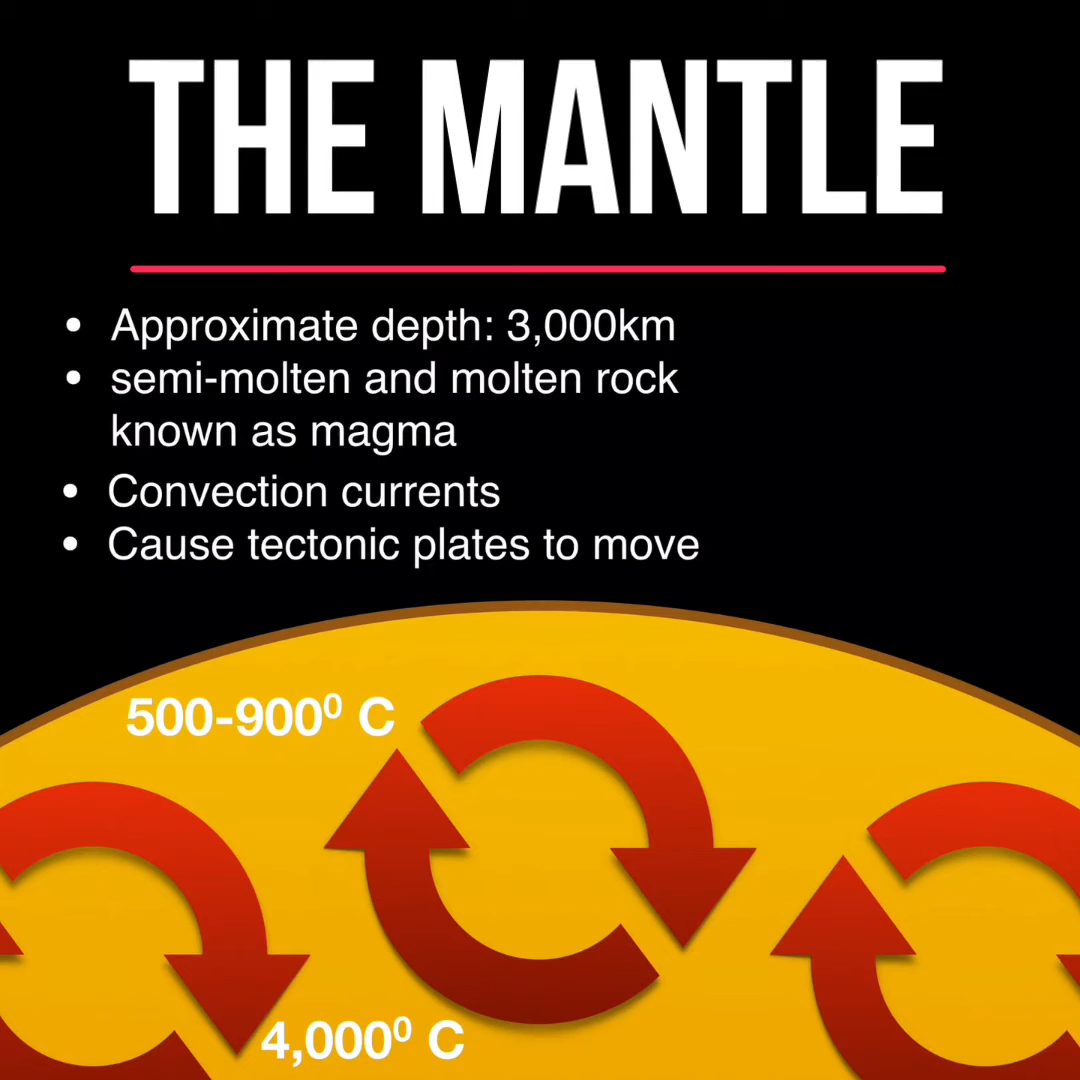 THE MANTLE
• Approximate depth: 3,000km
• semi-molten and molten rock
known as magma
• Convection currents
• Cause tectonic plates to move
500-900⁰ C
4,000⁰ C